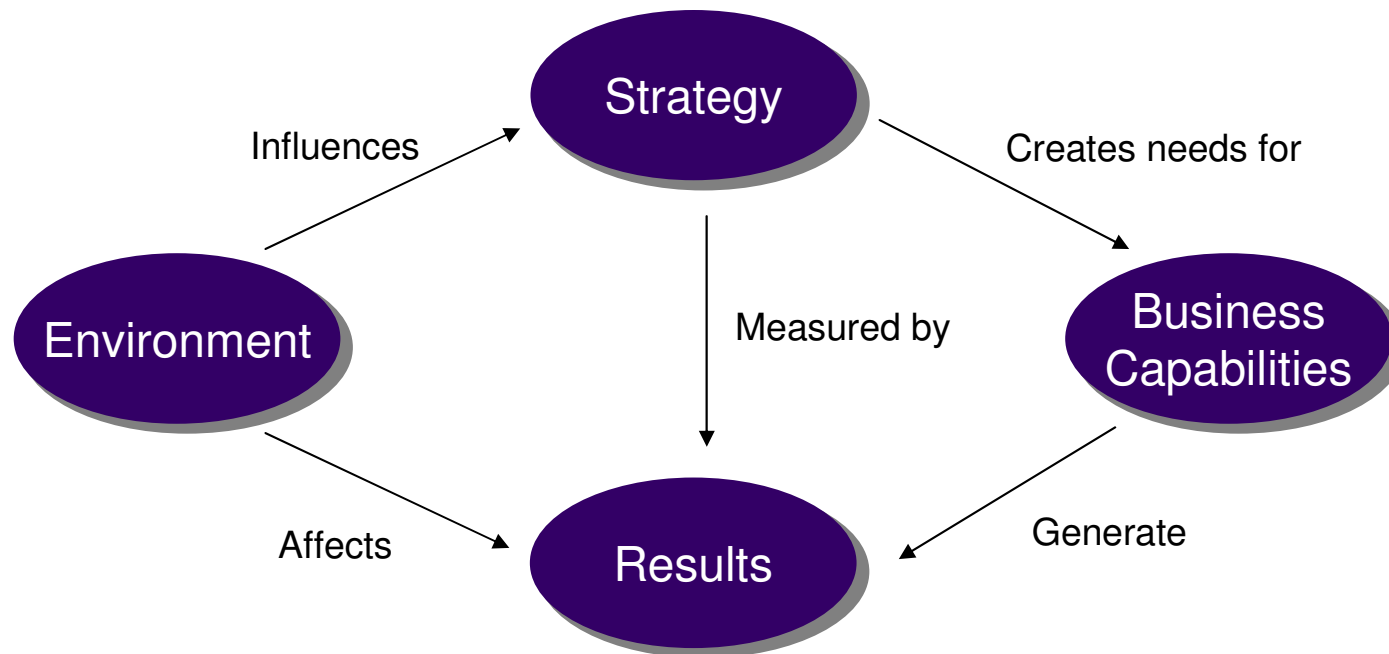 Strategy
Influences
Creates needs for
Environment
Measured by
Business
Capabilities
Affects
Results
Generate